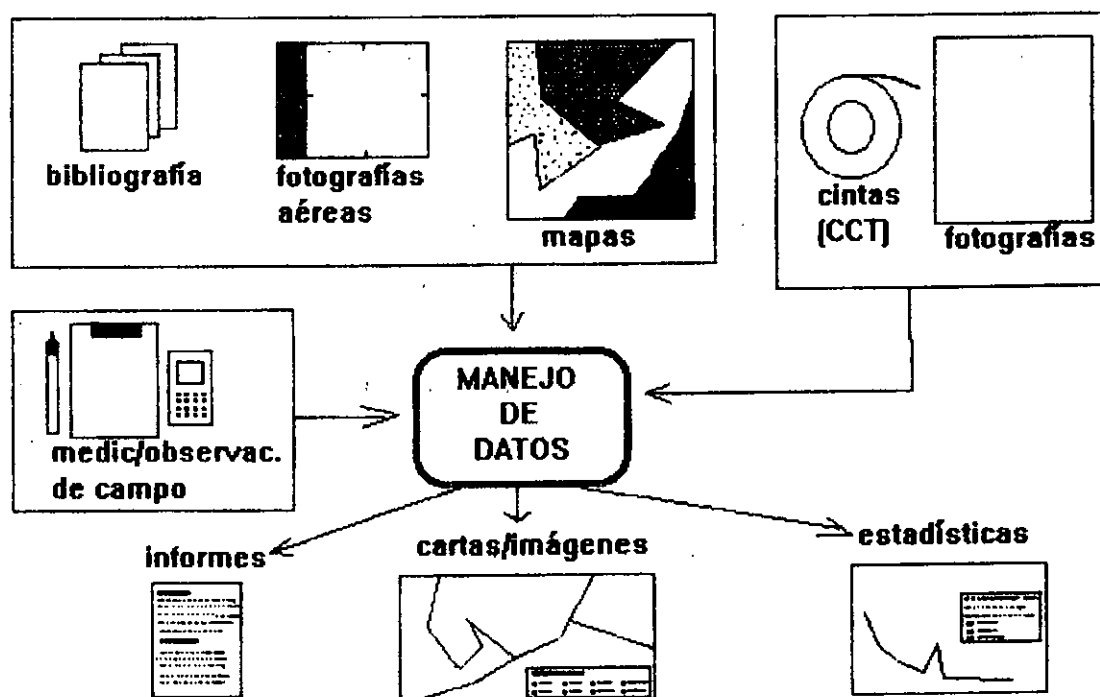 bibliografía
fotografías
aéreas
mapas
cintas
(CCT)
fotografías
medic/observac.
de campo
MANEJO
DE
DATOS
informes
cartas/imágenes
estadísticas